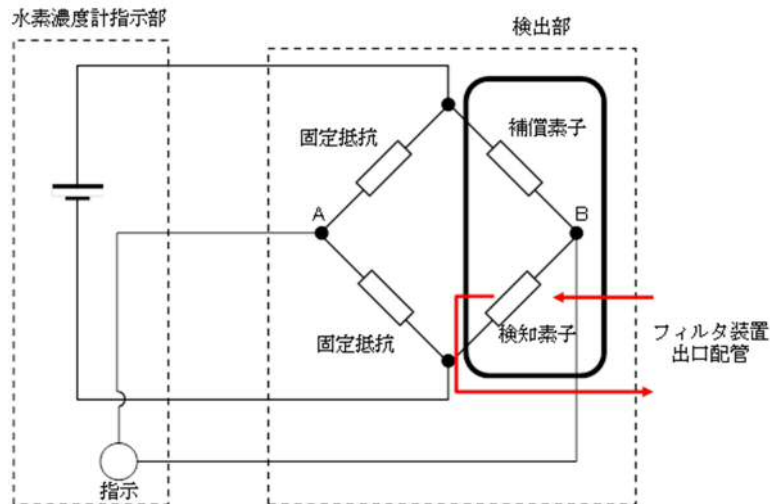 水素濃度計指示部
検出部
固定抵抗
補償素子
A
B
固定抵抗
検知素子
フィルタ装置
出口配管
指示